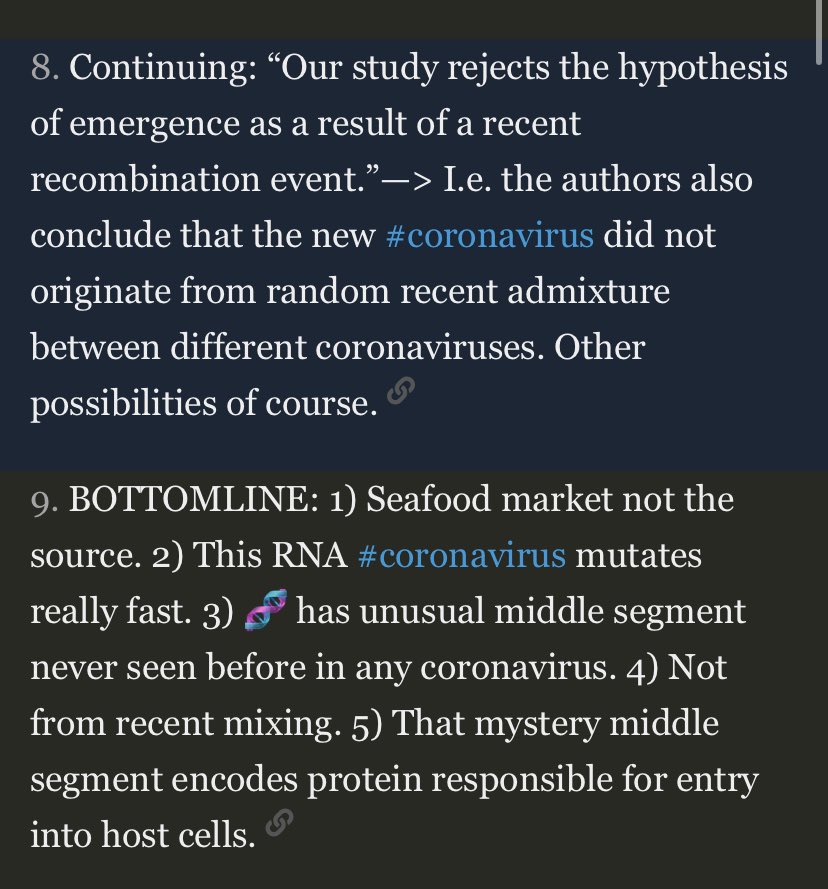 8. Continuing: “Our study rejects the hypothesis
of emergence as a result of a recent
recombination event.”—> I.e. the authors also
conclude that the new #coronavirus did not
originate from random recent admixture
between different coronaviruses. Other
possibilities of course.
9. BOTTOMLINE: 1) Seafood market not the
source. 2) This RNA #coronavirus mutates
really fast. 3) 🧬 has unusual middle segment
never seen before in any coronavirus. 4) Not
from recent mixing. 5) That mystery middle
segment encodes protein responsible for entry
into host cells.